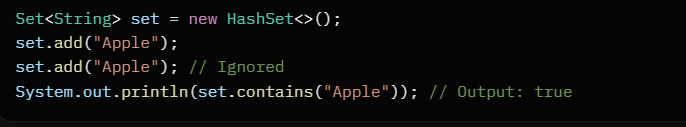 Set<String> set = new HashSet<>();
set.add("Apple");
set.add("Apple"); // Ignored
System.out.println(set.contains("Apple")); // Output: true